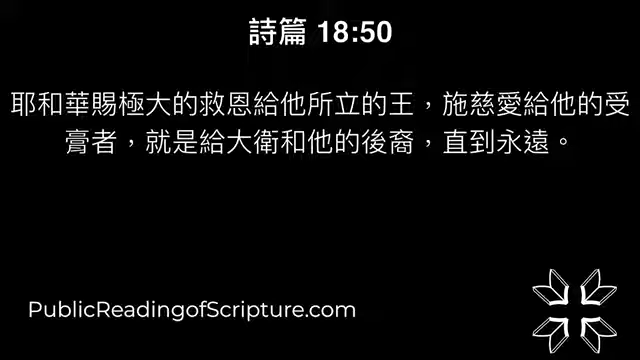 詩篇 18:50
耶和華賜極大的救恩給他所立的王，施慈愛給他的受
膏者，就是給大衛和他的後裔，直到永遠。
PublicReadingofScripture.com